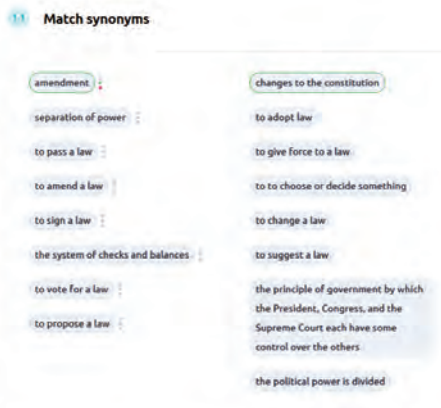 1.1 Match synonyms
amendment
separation of power
to pass a law
to amend a law
to sign a law
the system of checks and balances
to vote for a law
to propose a law
changes to the constitution
to adopt law
to give force to a law
to to choose or decide something
to change a law
to suggest a law
the principle of government by which
the President, Congress, and the
Supreme Court each have some
control over the others
the political power is divided